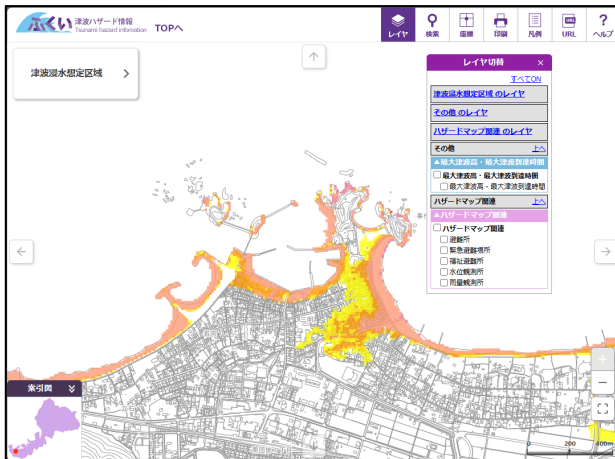 ふくい 津波ハザード情報
Tsunami hazard information
TOPへ
レイヤ
検索
座標
印刷
凡例
URL
ヘルプ
津波浸水想定区域
レイヤ切替 ×
すべてON
津波浸水想定区域 のレイヤ
その他 のレイヤ
ハザードマップ関連 のレイヤ
その他 上へ
▲最大津波高・最大津波到達時間
最大津波高・最大津波到達時間
最大津波高・最大津波到達時間
ハザードマップ関連 上へ
▲ハザードマップ関連
ハザードマップ関連
避難所
緊急避難場所
福祉避難所
水位観測所
雨量観測所
索引図
0 200 400m